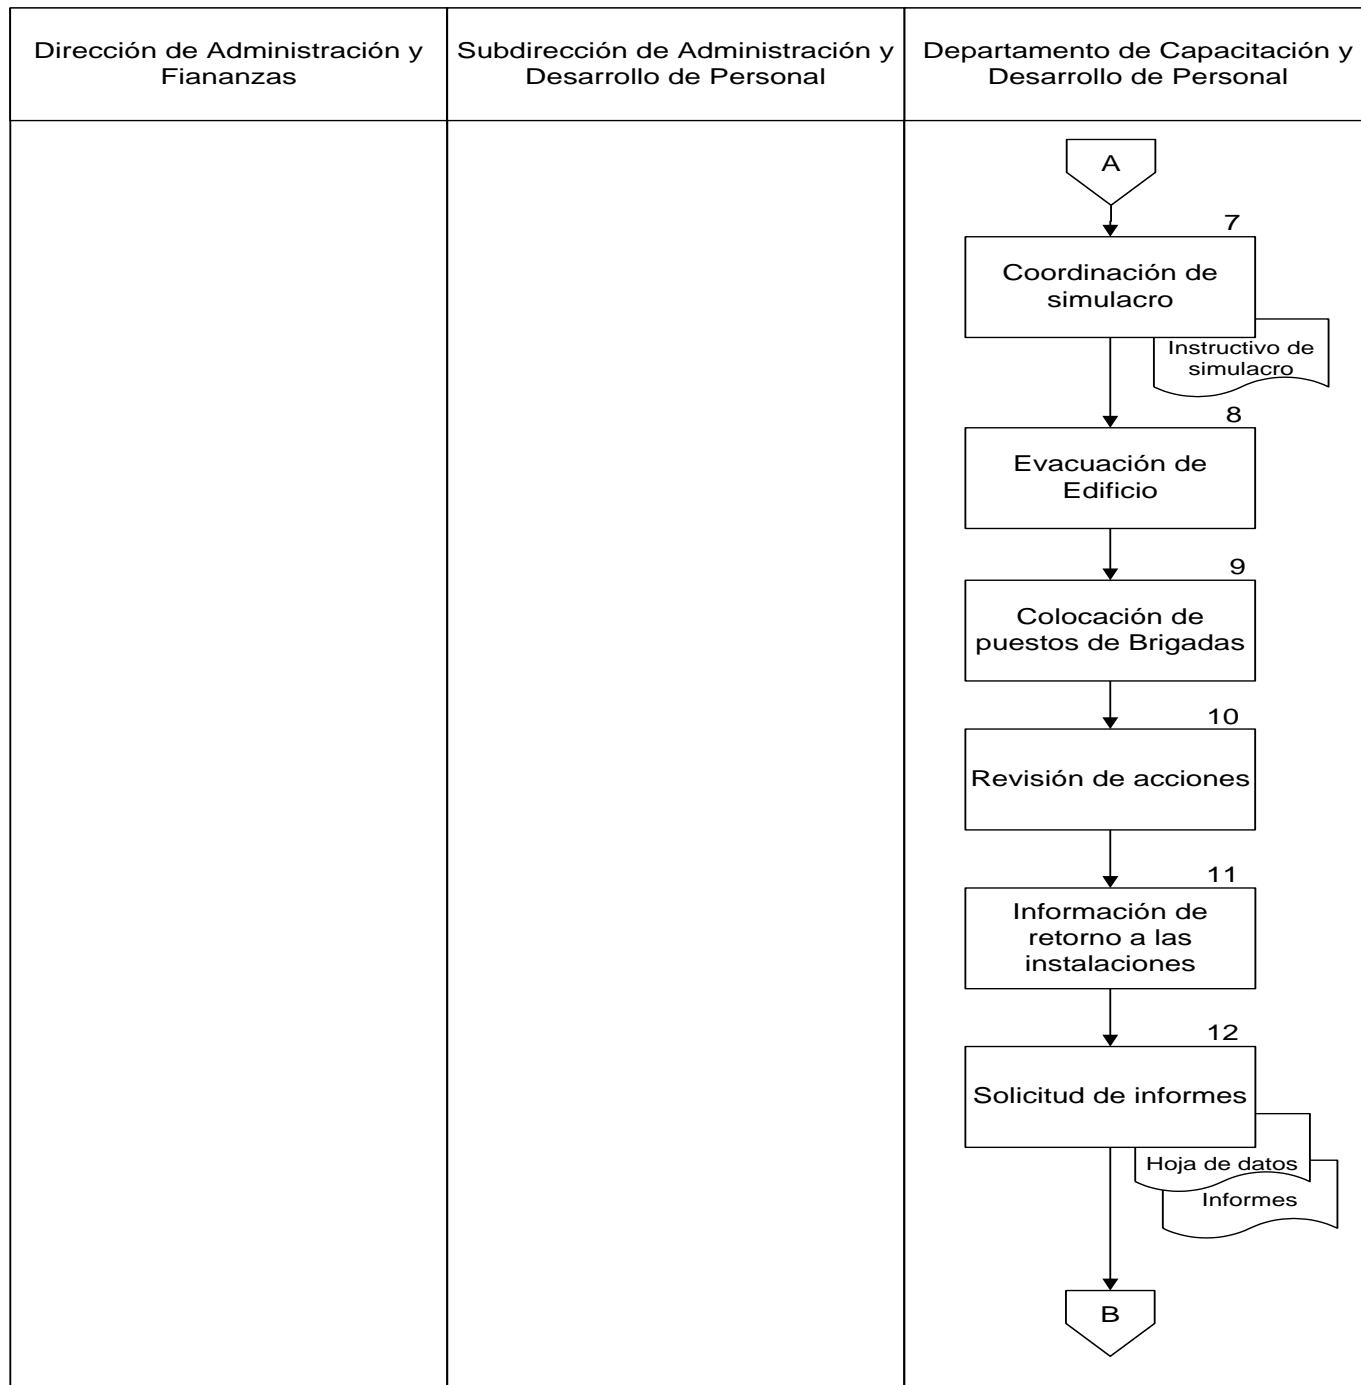 Dirección de Administración y
Fiananzas
Subdirección de Administración y
Desarrollo de Personal
Departamento de Capacitación y
Desarrollo de Personal
A
7
Coordinación de
simulacro
Instructivo de
simulacro
8
Evacuación de
Edificio
9
Colocación de
puestos de Brigadas
10
Revisión de acciones
11
Información de
retorno a las
instalaciones
12
Solicitud de informes
Hoja de datos
Informes
B